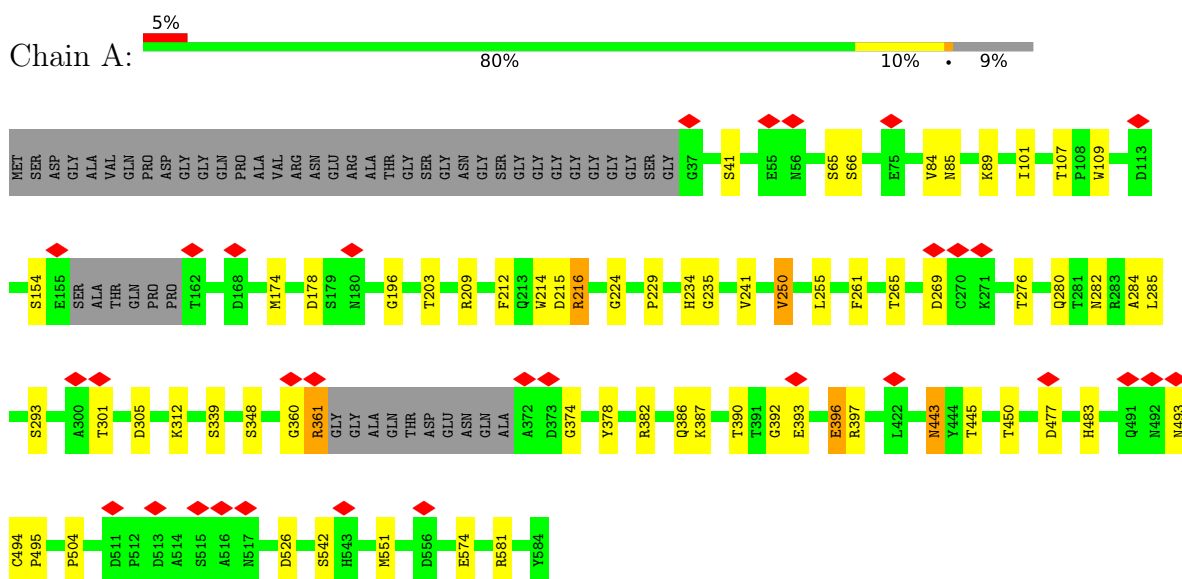 5%
Chain A:
80% 10% • 9%
MET SER ASP GLY ALA VAL GLN PRO ASP GLY GLY GLN PRO ALA VAL ARG ASN GLU ARG ALA THR GLY SER GLY ASN GLY SER GLY GLY GLY GLY GLY GLY GLY SER GLY G37 S41 E55 N56 S65 S66 E75 V84 N85 K89 I101 T107 P108 W109 D113
S154 E155 SER ALA THR GLN PRO PRO T162 D168 M174 D178 S179 N180 G196 T203 R209 F212 Q213 W214 D215 R216 G224 P229 H234 G235 V241 V250 L255 F261 T265 D269 C270 K271 T276 Q280 T281 N282 R283 A284 L285
S293 A300 T301 D305 K312 S339 S348 G360 R361 GLY GLY ALA GLN THR ASP GLU ASN GLN ALA A372 D373 G374 Y378 R382 Q386 K387 T390 T391 G392 E393 E396 R397 L422 N443 Y444 T445 T450 D477 H483 Q491 N492 N493
C494 P495 P504 D511 P512 D513 A514 S515 A516 N517 D526 S542 H543 M551 D556 E574 R581 Y584